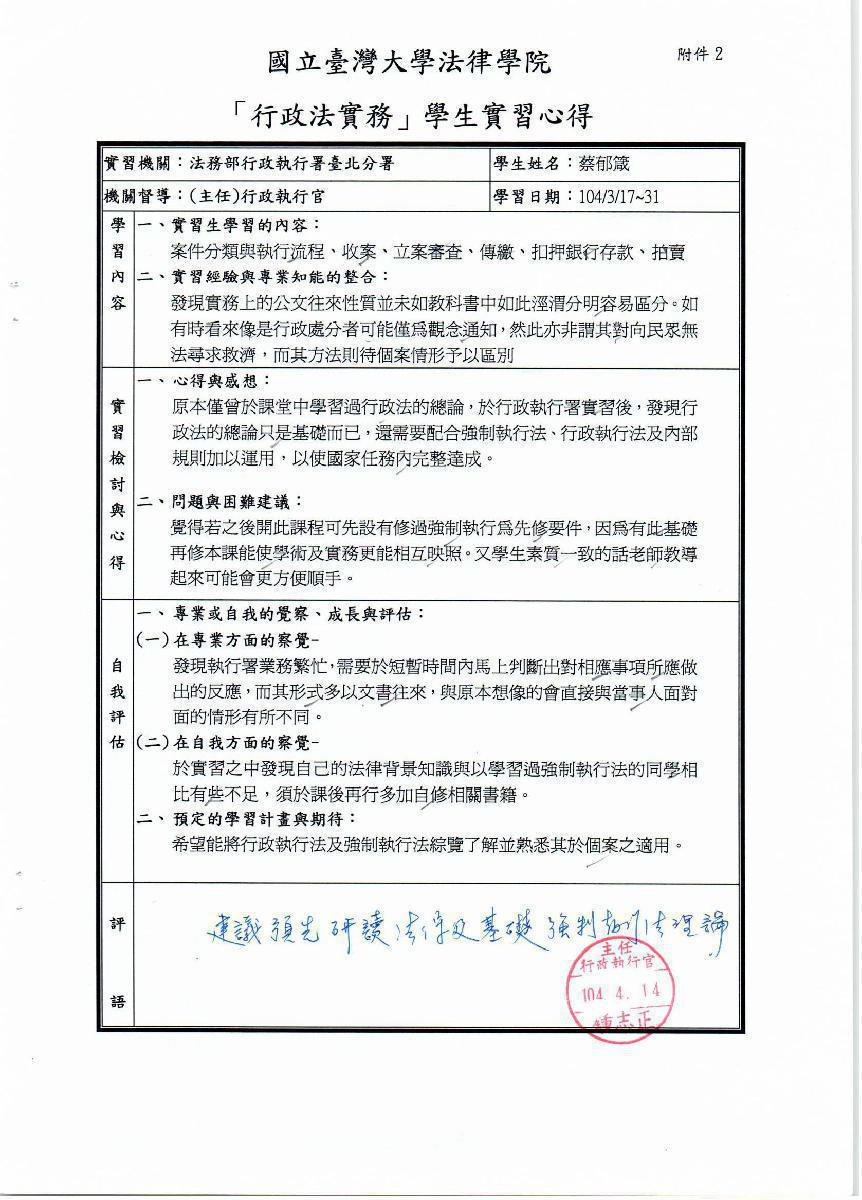 附件 2
國立臺灣大學法律學院
「行政法實務」學生實習心得
實習機關：法務部行政執行署臺北分署
學生姓名：蔡郁箴
機關督導：(主任)行政執行官
學習日期：104/3/17~31
學習內容
一、實習生學習的內容：
案件分類與執行流程、收案、立案審查、傳繳、扣押銀行存款、拍賣
二、實習經驗與專業知能的整合：
發現實務上的公文往來性質並未如教科書中如此涇渭分明容易區分。如
有時看來像是行政處分者可能僅為觀念通知，然此亦非謂其對向民眾無
法尋求救濟，而其方法則待個案情形予以區別
實習檢討與心得
一、心得與感想：
原本僅曾於課堂中學習過行政法的總論，於行政執行署實習後，發現行
政法的總論只是基礎而已，還需要配合強制執行法、行政執行法及內部
規則加以運用，以使國家任務內完整達成。
二、問題與困難建議：
覺得若之後開此課程可先設有修過強制執行為先修要件，因為有此基礎
再修本課能使學術及實務更能相互映照。又學生素質一致的話老師教導
起來可能會更方便順手。
自我評估
一、專業或自我的覺察、成長與評估：
(一)在專業方面的察覺-
發現執行署業務繁忙，需要於短暫時間內馬上判斷出對相應事項所應做
出的反應，而其形式多以文書往來，與原本想像的會直接與當事人面對
面的情形有所不同。
(二)在自我方面的察覺-
於實習之中發現自己的法律背景知識與以學習過強制執行法的同學相
比有些不足，須於課後再行多加自修相關書籍。
二、預定的學習計畫與期待：
希望能將行政執行法及強制執行法綜覽了解並熟悉其於個案之適用。
評語
建議預先研讀法律及基礎強制執行法理論
主任
行政執行官
104. 4. 14
鍾志正